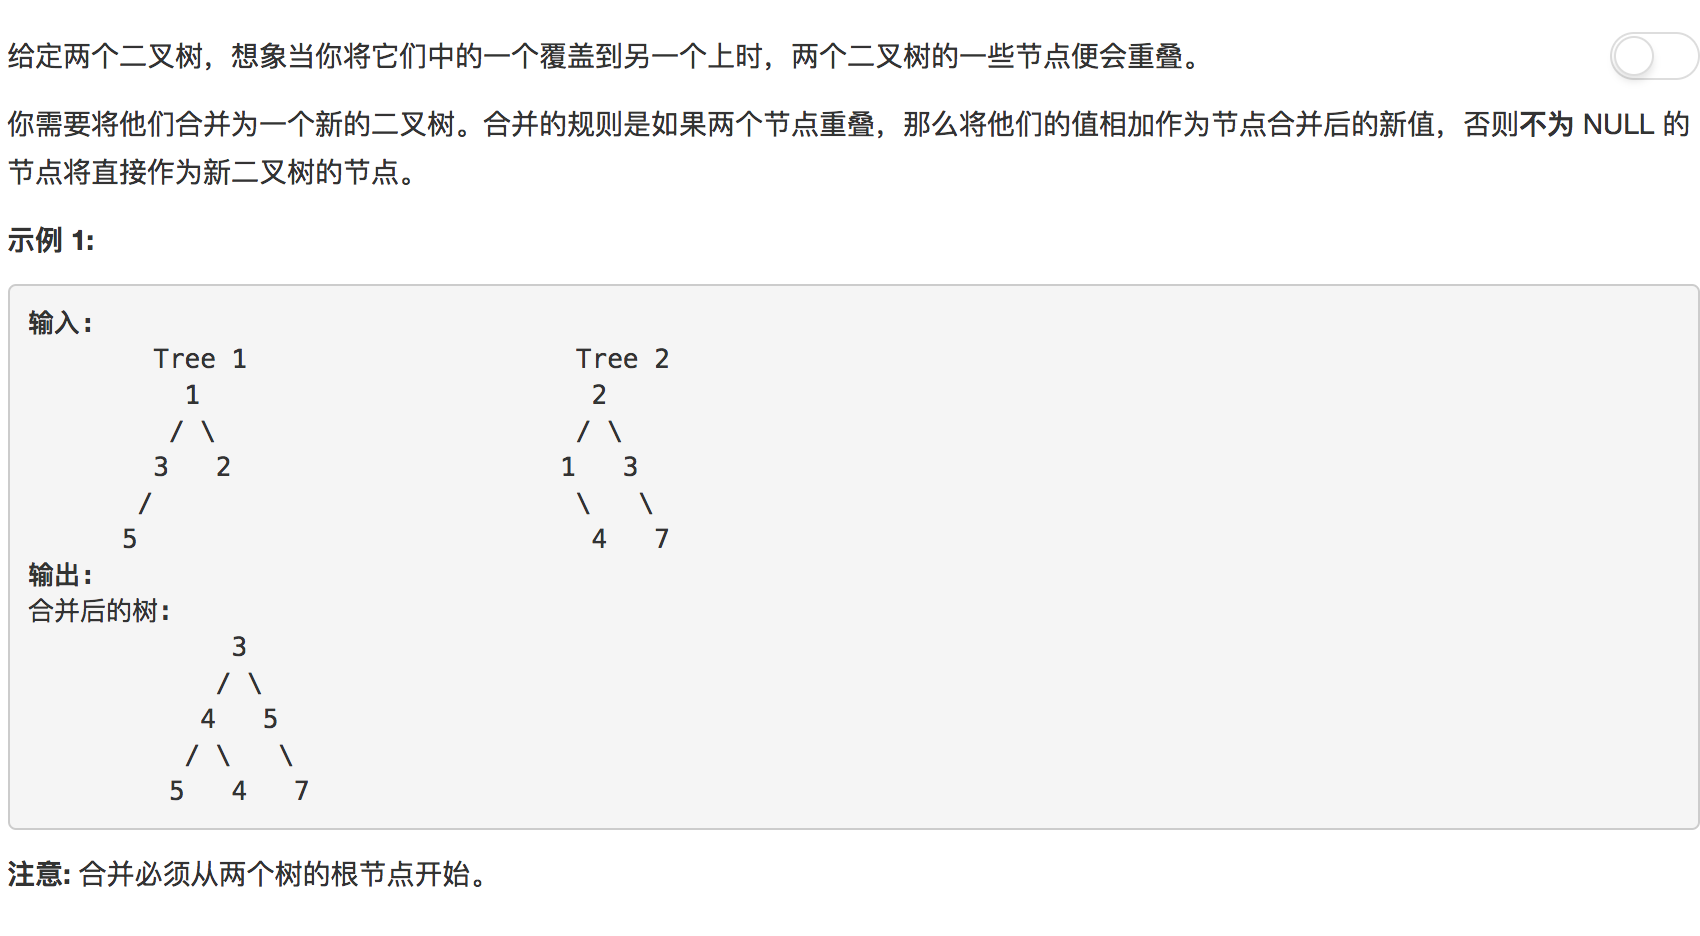 给定两个二叉树，想象当你将它们中的一个覆盖到另一个上时，两个二叉树的一些节点便会重叠。
你需要将他们合并为一个新的二叉树。合并的规则是如果两个节点重叠，那么将他们的值相加作为节点合并后的新值，否则不为 NULL 的
节点将直接作为新二叉树的节点。
示例 1:
输入:
Tree 1                     Tree 2
1                         2
/ \                       / \
3   2                     1   3
/                           \   \
5                             4   7
输出:
合并后的树:
3
/ \
4   5
/ \   \
5   4   7
注意: 合并必须从两个树的根节点开始。